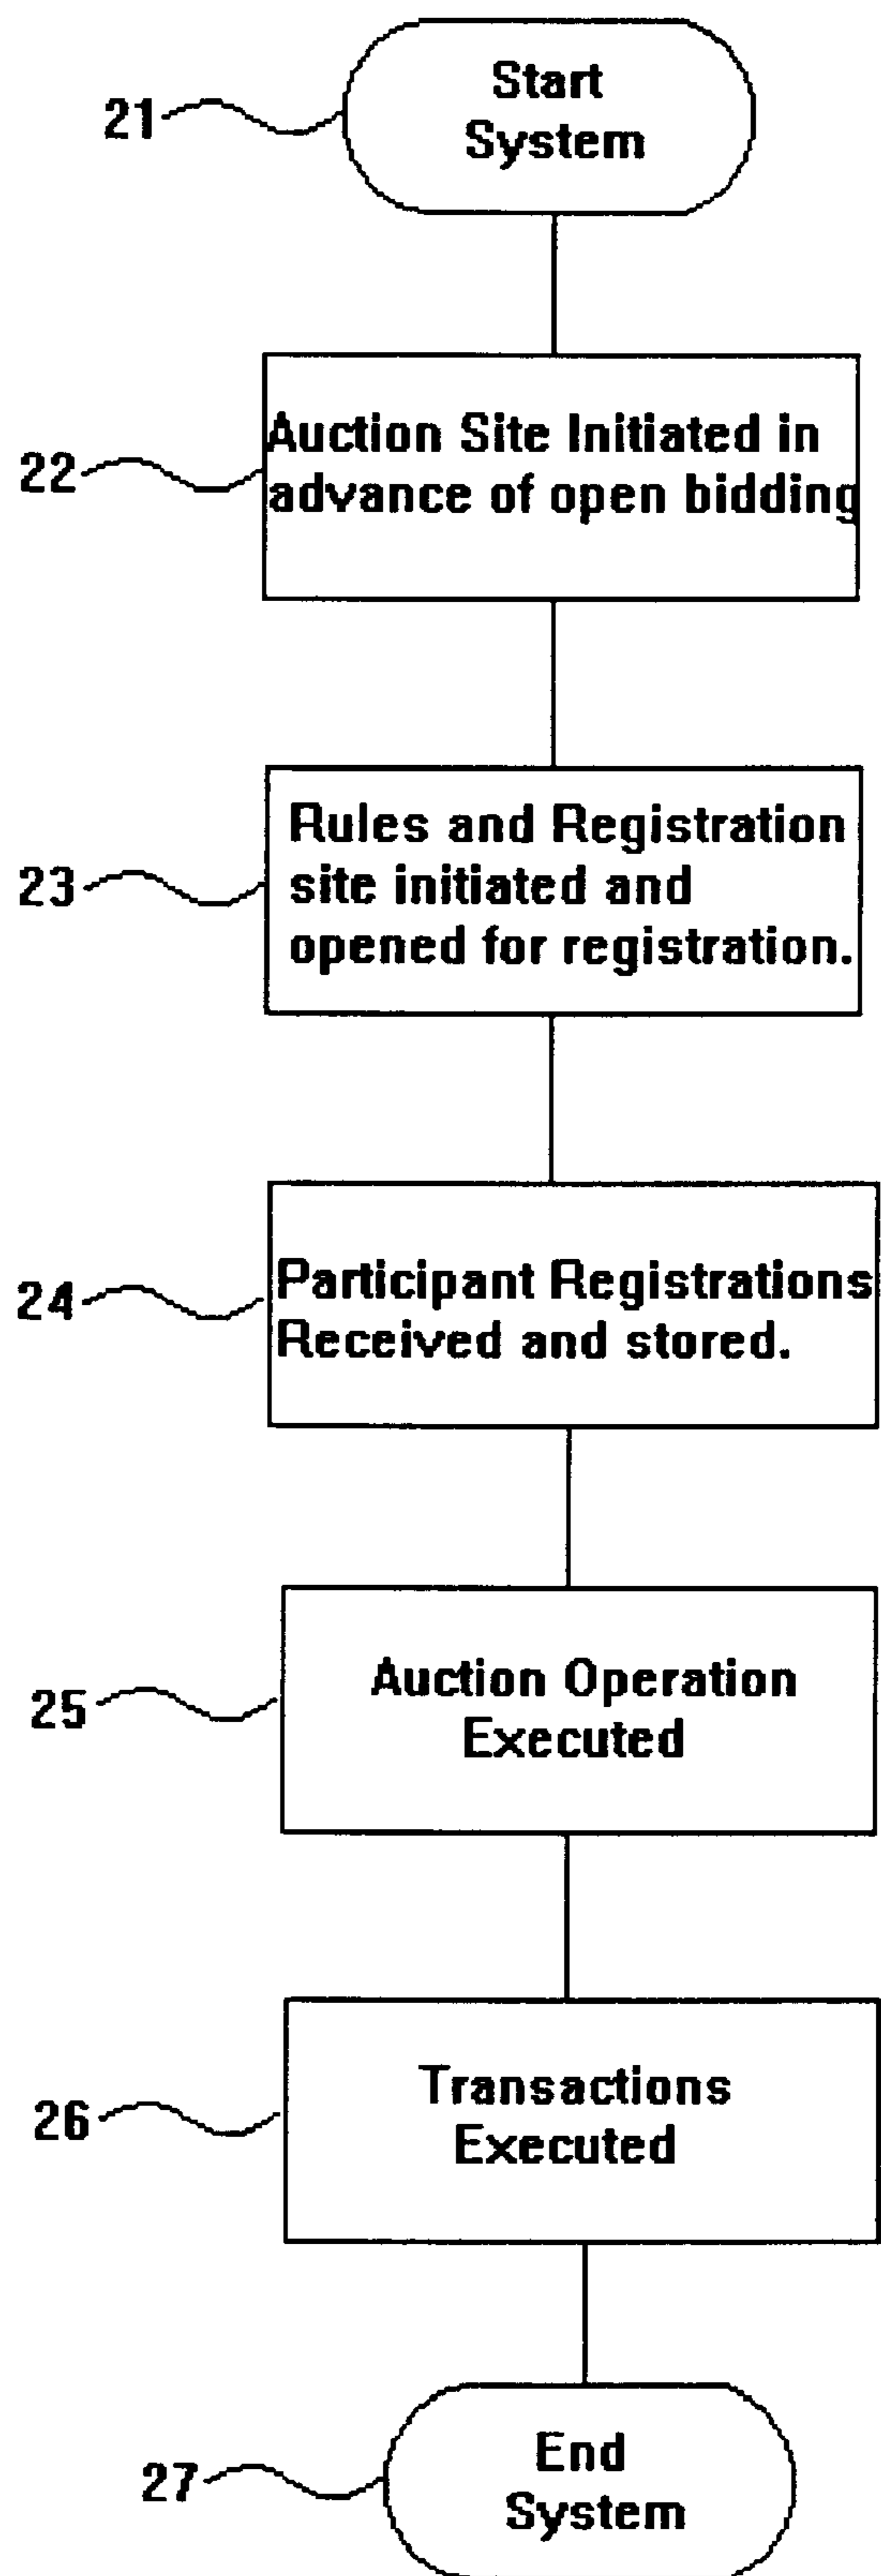 21
Start
System
22
Auction Site Initiated in
advance of open bidding
23
Rules and Registration
site initiated and
opened for registration.
24
Participant Registrations
Received and stored.
25
Auction Operation
Executed
26
Transactions
Executed
27
End
System